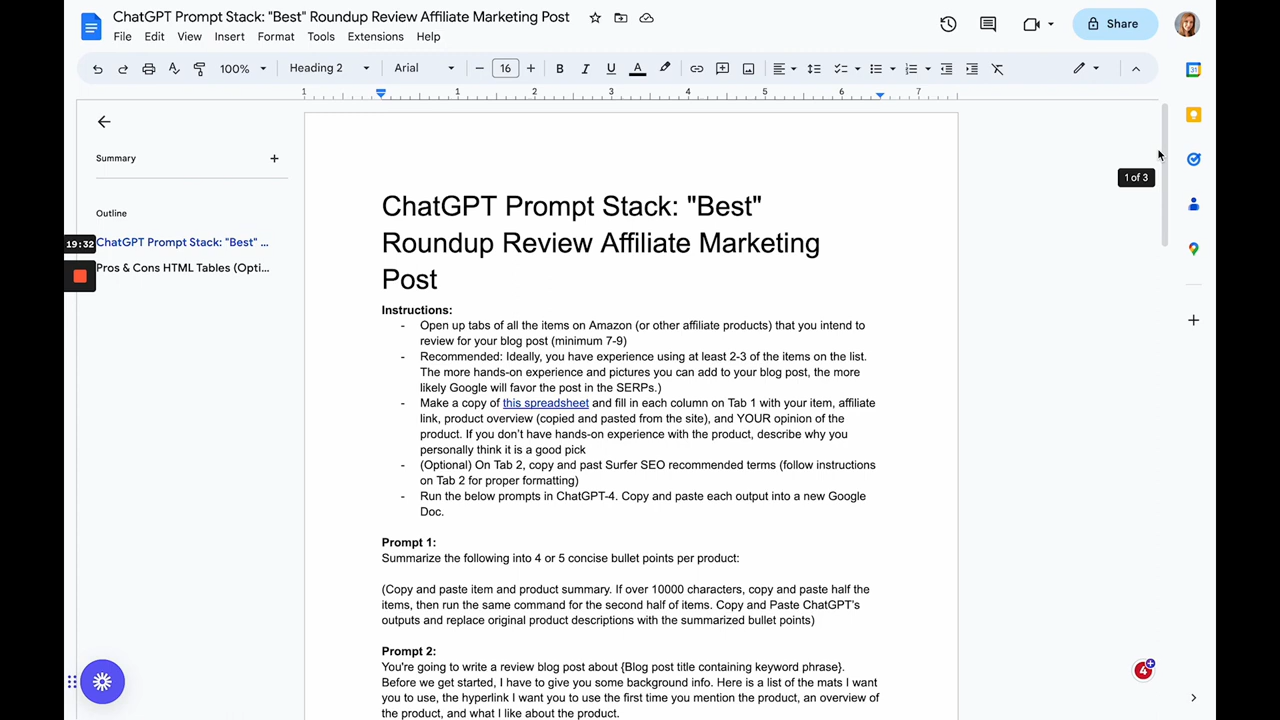 ChatGPT Prompt Stack: "Best" Roundup Review Affiliate Marketing Post
File Edit View Insert Format Tools Extensions Help
Share
100% Heading 2 Arial 16
1 1 2 3 4 5 6 7
Summary
Outline
19:32
ChatGPT Prompt Stack: "Best" ...
Pros & Cons HTML Tables (Opti...
1 of 3
ChatGPT Prompt Stack: "Best"
Roundup Review Affiliate Marketing
Post
Instructions:
- Open up tabs of all the items on Amazon (or other affiliate products) that you intend to
review for your blog post (minimum 7-9)
- Recommended: Ideally, you have experience using at least 2-3 of the items on the list.
The more hands-on experience and pictures you can add to your blog post, the more
likely Google will favor the post in the SERPs.)
- Make a copy of this spreadsheet and fill in each column on Tab 1 with your item, affiliate
link, product overview (copied and pasted from the site), and YOUR opinion of the
product. If you don't have hands-on experience with the product, describe why you
personally think it is a good pick
- (Optional) On Tab 2, copy and past Surfer SEO recommended terms (follow instructions
on Tab 2 for proper formatting)
- Run the below prompts in ChatGPT-4. Copy and paste each output into a new Google
Doc.
Prompt 1:
Summarize the following into 4 or 5 concise bullet points per product:
(Copy and paste item and product summary. If over 10000 characters, copy and paste half the
items, then run the same command for the second half of items. Copy and Paste ChatGPT's
outputs and replace original product descriptions with the summarized bullet points)
Prompt 2:
You're going to write a review blog post about {Blog post title containing keyword phrase}.
Before we get started, I have to give you some background info. Here is a list of the mats I want
you to use, the hyperlink I want you to use the first time you mention the product, an overview of
the product, and what I like about the product.
31
4